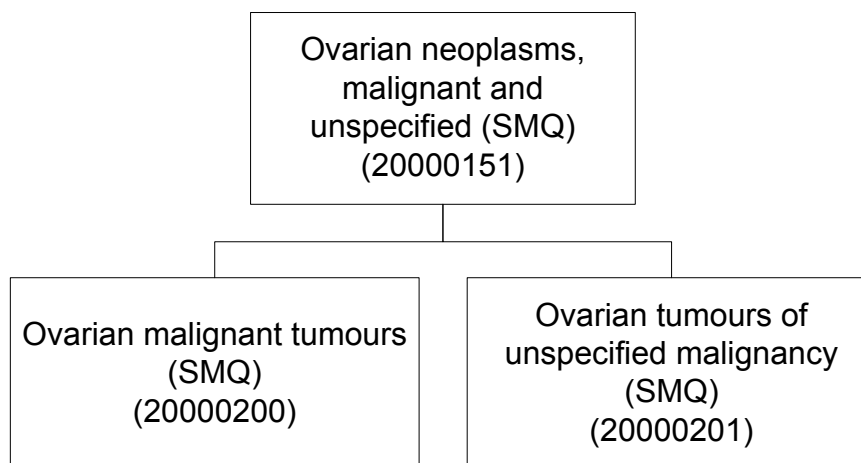 Ovarian neoplasms,
malignant and
unspecified (SMQ)
(20000151)
Ovarian malignant tumours
(SMQ)
(20000200)
Ovarian tumours of
unspecified malignancy
(SMQ)
(20000201)